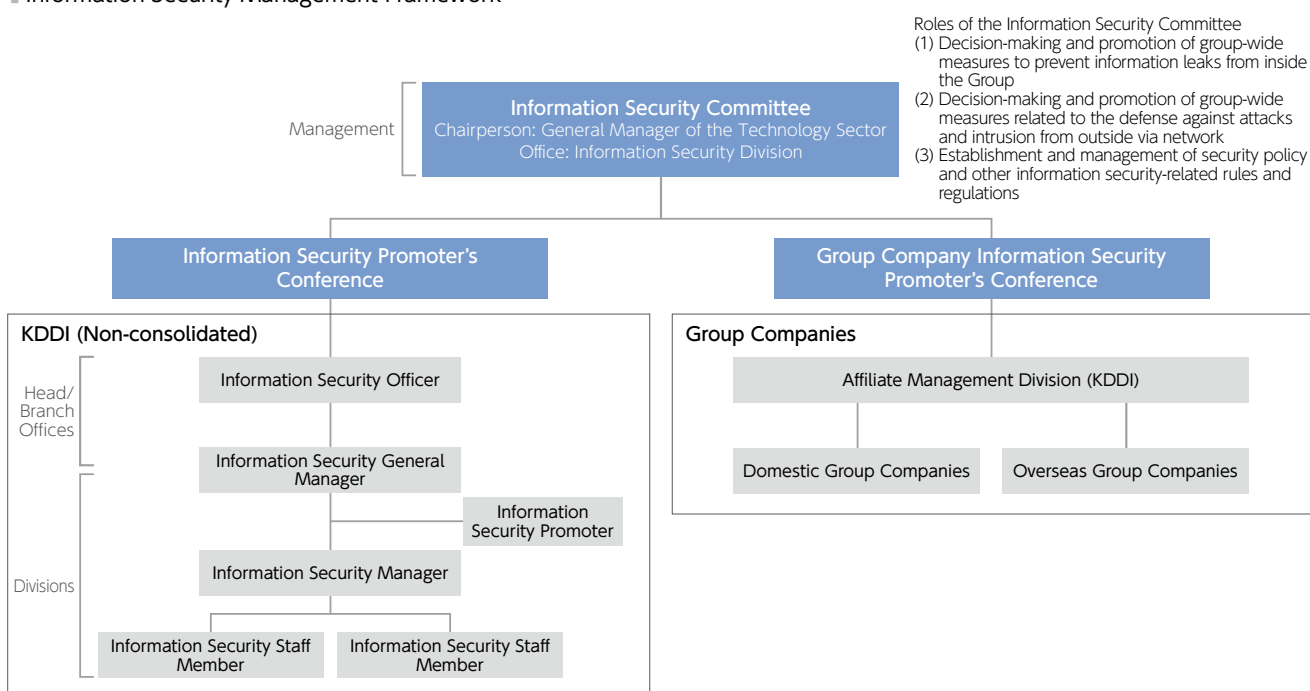 Information Security Management Framework
Roles of the Information Security Committee
(1) Decision-making and promotion of group-wide
measures to prevent information leaks from inside
the Group
(2) Decision-making and promotion of group-wide
measures related to the defense against attacks
and intrusion from outside via network
(3) Establishment and management of security policy
and other information security-related rules and
regulations
Management
Information Security Committee
Chairperson: General Manager of the Technology Sector
Office: Information Security Division
Information Security Promoter's
Conference
Group Company Information Security
Promoter's Conference
KDDI (Non-consolidated)
Head/
Branch
Offices
Information Security Officer
Information Security General
Manager
Information
Security Promoter
Divisions
Information Security Manager
Information Security Staff
Member
Information Security Staff
Member
Group Companies
Affiliate Management Division (KDDI)
Domestic Group Companies
Overseas Group Companies